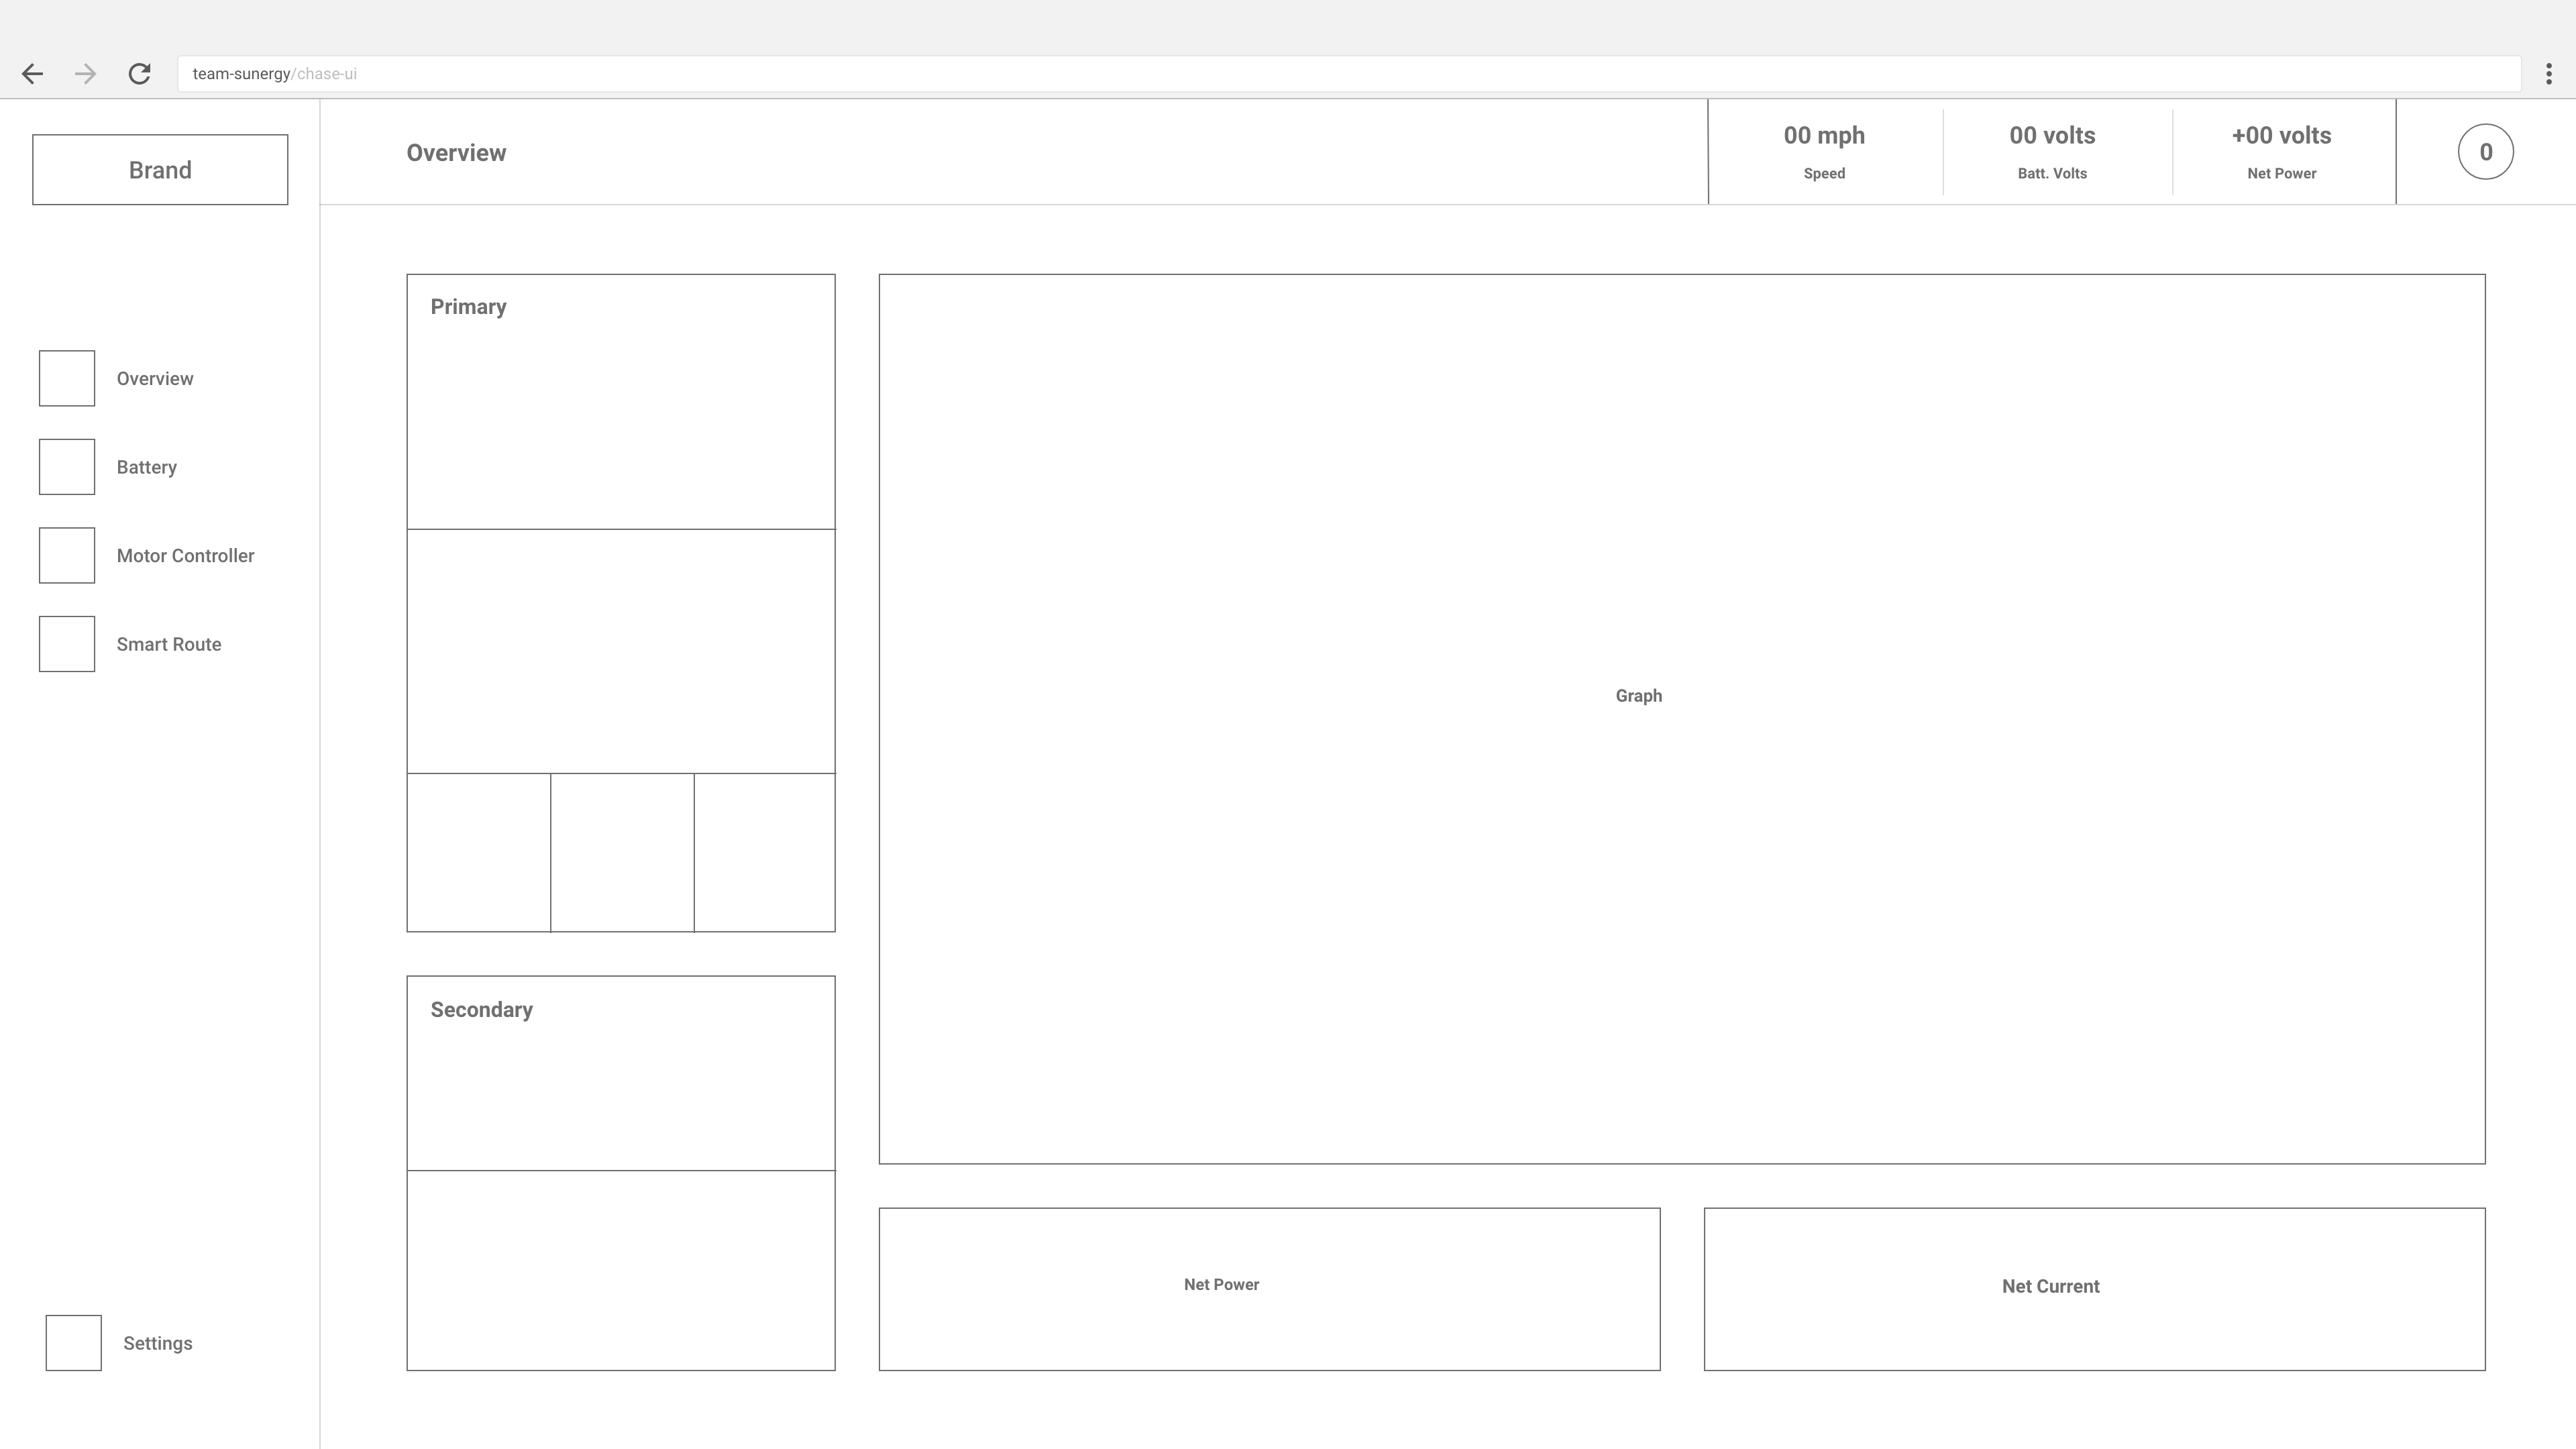 team-sunergy/chase-ui
Brand
Overview
00 mph
Speed
00 volts
Batt. Volts
+00 volts
Net Power
0
Overview
Battery
Motor Controller
Smart Route
Settings
Primary
Secondary
Graph
Net Power
Net Current